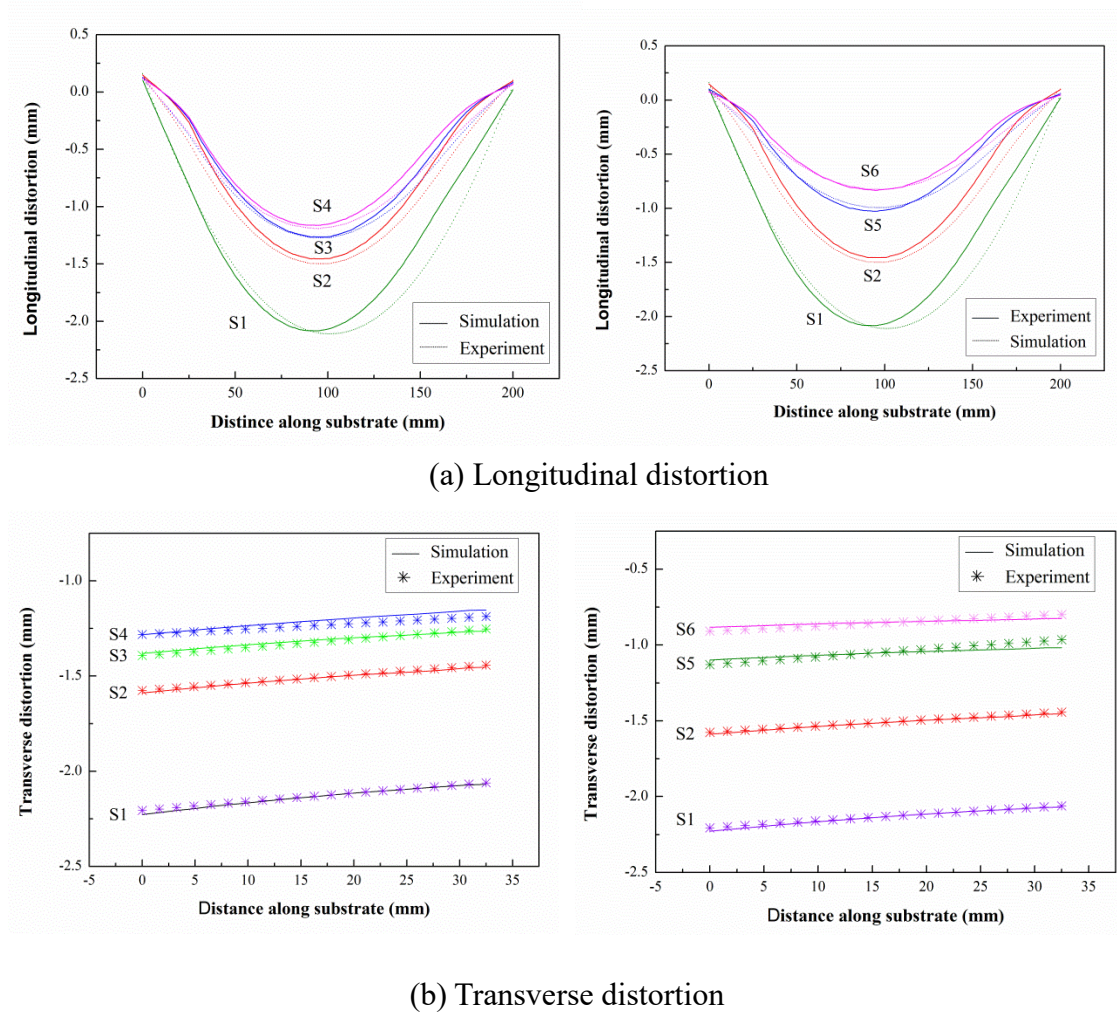 0.5
0.0
-0.5
-1.0
-1.5
-2.0
-2.5
0
50
100
150
200
Longitudinal distortion (mm)
Distince along substrate (mm)
S4
S3
S2
S1
Simulation
Experiment
0.5
0.0
-0.5
-1.0
-1.5
-2.0
-2.5
0
50
100
150
200
Longitudinal distortion (mm)
Distince along substrate (mm)
S6
S5
S2
S1
Experiment
Simulation
(a) Longitudinal distortion
-1.0
-1.5
-2.0
-2.5
-5
0
5
10
15
20
25
30
35
Transverse distortion (mm)
Distance along substrate (mm)
S4
S3
S2
S1
Simulation
Experiment
-0.5
-1.0
-1.5
-2.0
-2.5
-5
0
5
10
15
20
25
30
35
Transverse distortion (mm)
Distance along substrate (mm)
S6
S5
S2
S1
Simulation
Experiment
(b) Transverse distortion